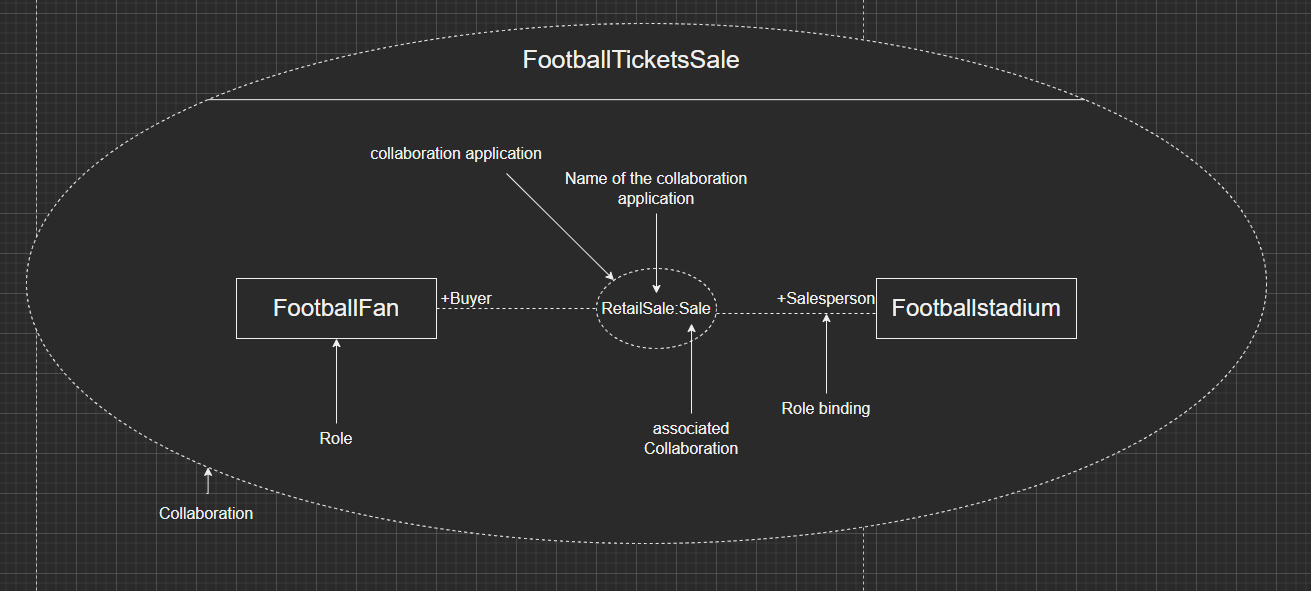 FootballTicketsSale
collaboration application
Name of the collaboration
application
FootballFan
+Buyer
RetailSale:Sale
+Salesperson
Footballstadium
Role
associated
Collaboration
Role binding
Collaboration